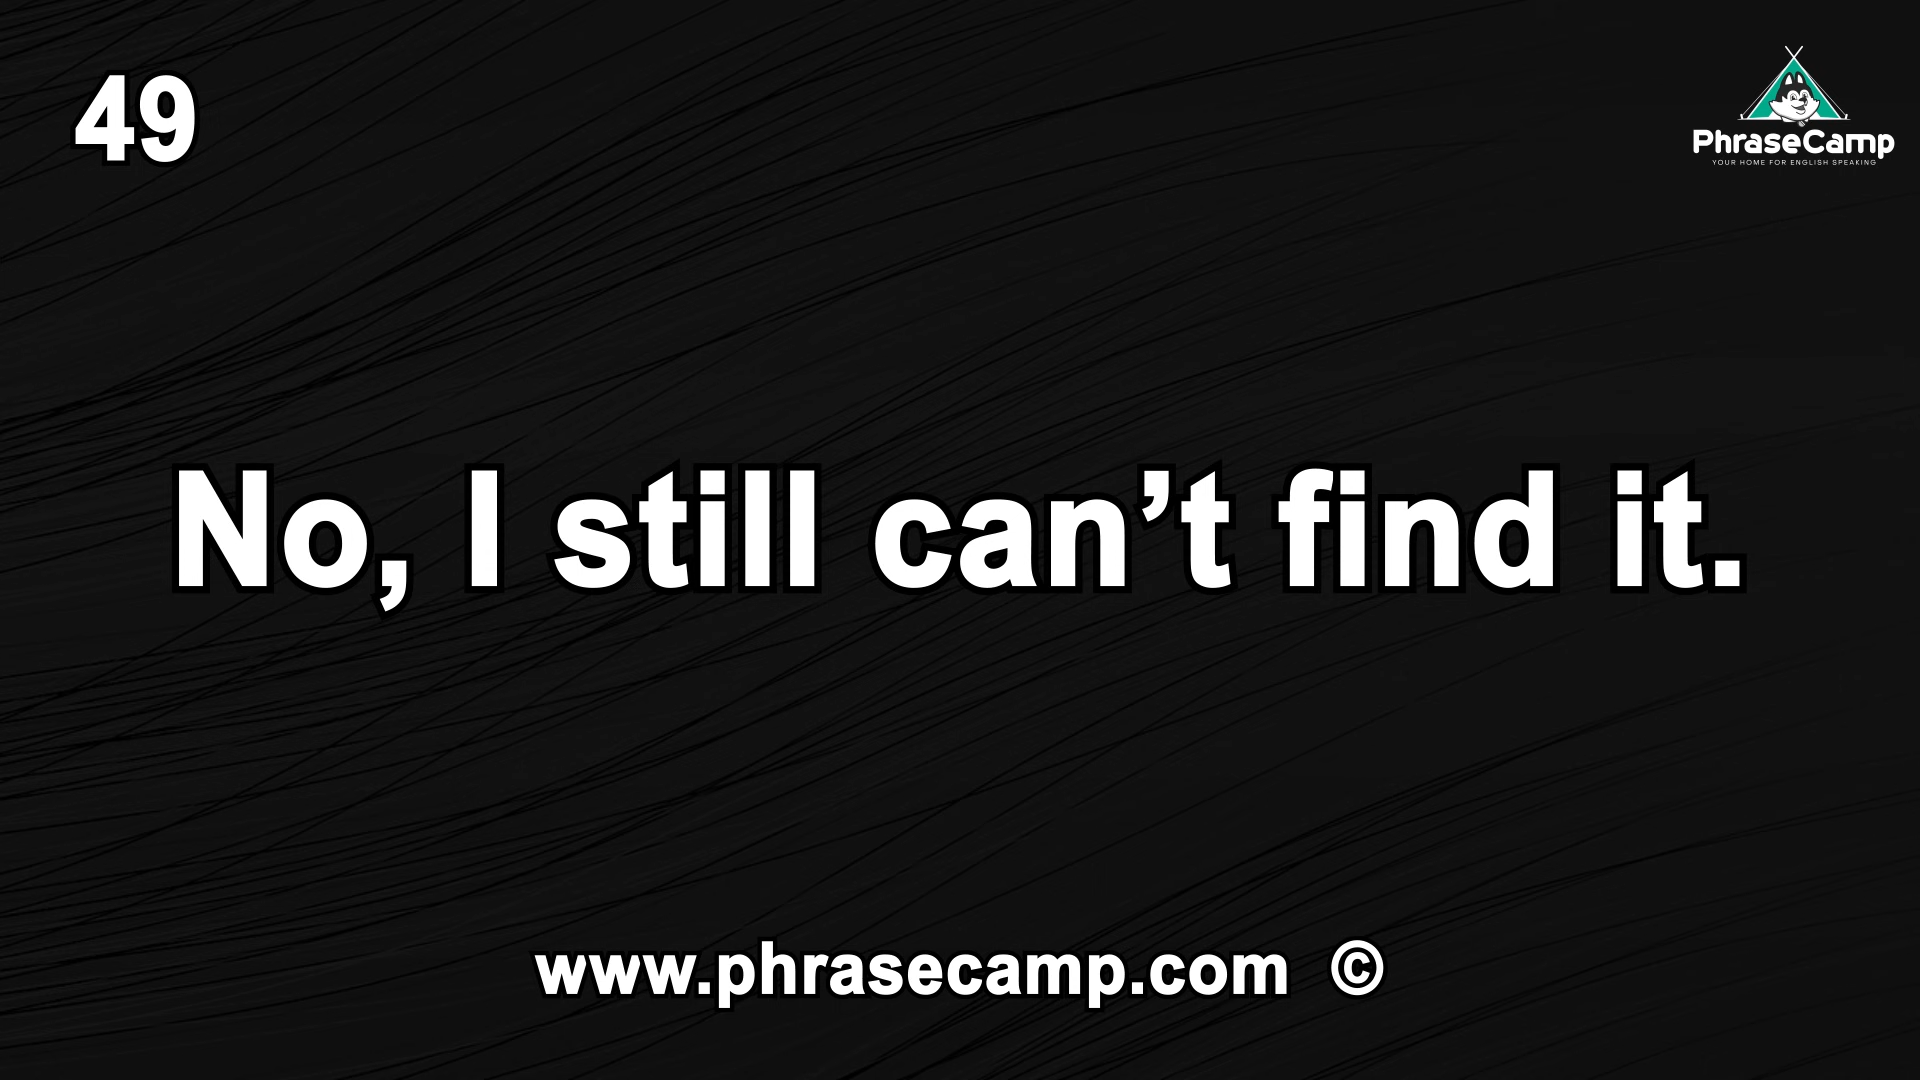 49
PhraseCamp
YOUR HOME FOR ENGLISH SPEAKING
No, I still can’t find it.
www.phrasecamp.com ©